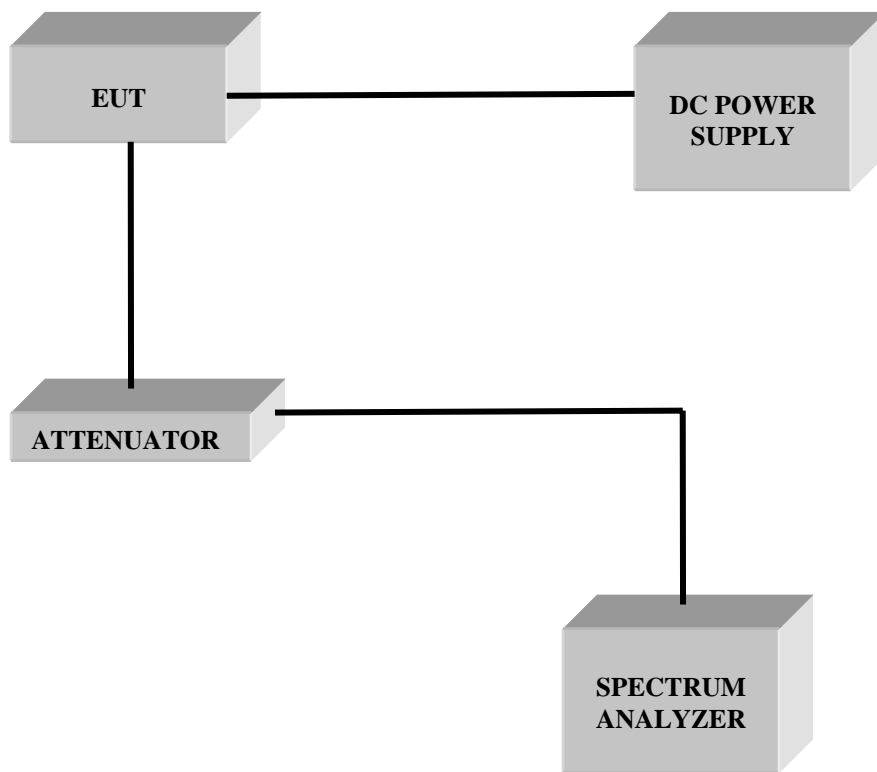 EUT
DC POWER
SUPPLY
ATTENUATOR
SPECTRUM
ANALYZER